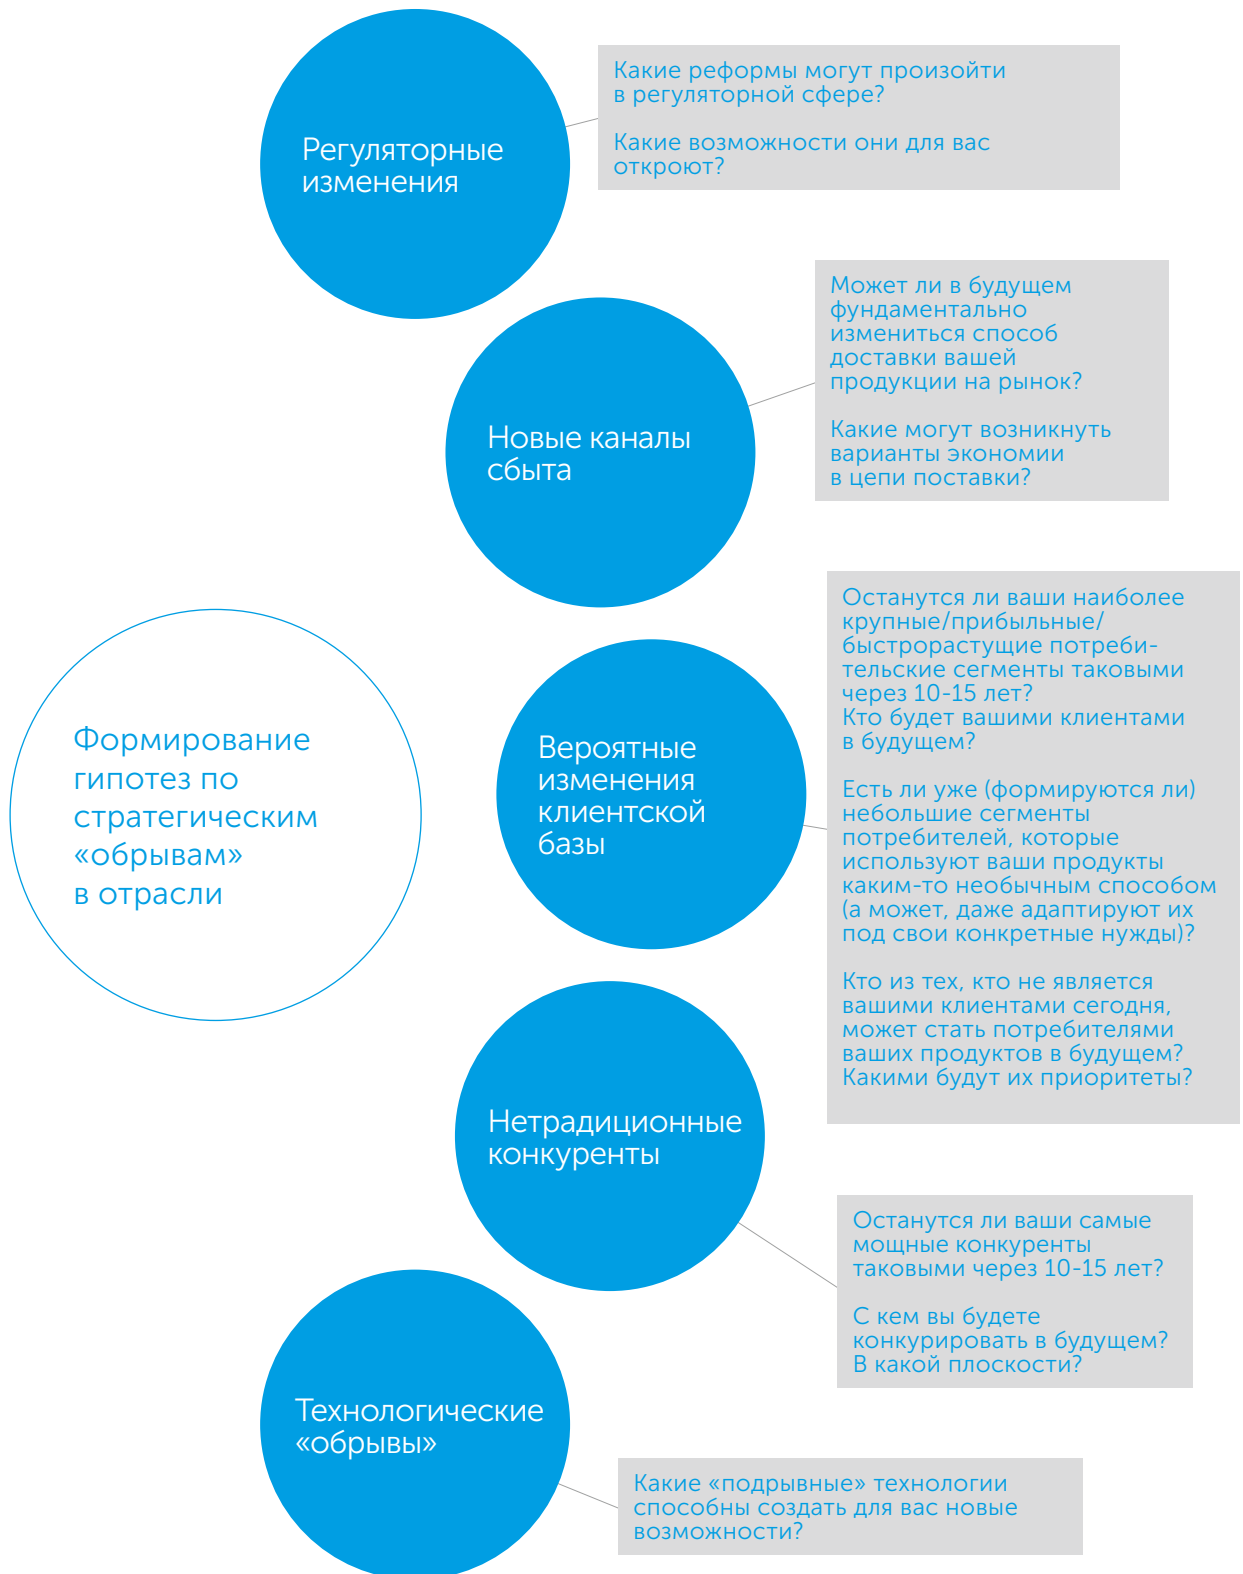 Регуляторные
изменения
Какие реформы могут произойти
в регуляторной сфере?
Какие возможности они для вас
откроют?
Новые каналы
сбыта
Может ли в будущем
фундаментально
измениться способ
доставки вашей
продукции на рынок?
Какие могут возникнуть
варианты экономии
в цепи поставки?
Формирование
гипотез по
стратегическим
«обрывам»
в отрасли
Вероятные
изменения
клиентской
базы
Останутся ли ваши наиболее
крупные/прибыльные/
быстрорастущие потреби-
тельские сегменты таковыми
через 10-15 лет?
Кто будет вашими клиентами
в будущем?
Есть ли уже (формируются ли)
небольшие сегменты
потребителей, которые
используют ваши продукты
каким-то необычным способом
(а может, даже адаптируют их
под свои конкретные нужды)?
Кто из тех, кто не является
вашими клиентами сегодня,
может стать потребителями
ваших продуктов в будущем?
Какими будут их приоритеты?
Нетрадиционные
конкуренты
Останутся ли ваши самые
мощные конкуренты
таковыми через 10-15 лет?
С кем вы будете
конкурировать в будущем?
В какой плоскости?
Технологические
«обрывы»
Какие «подрывные» технологии
способны создать для вас новые
возможности?